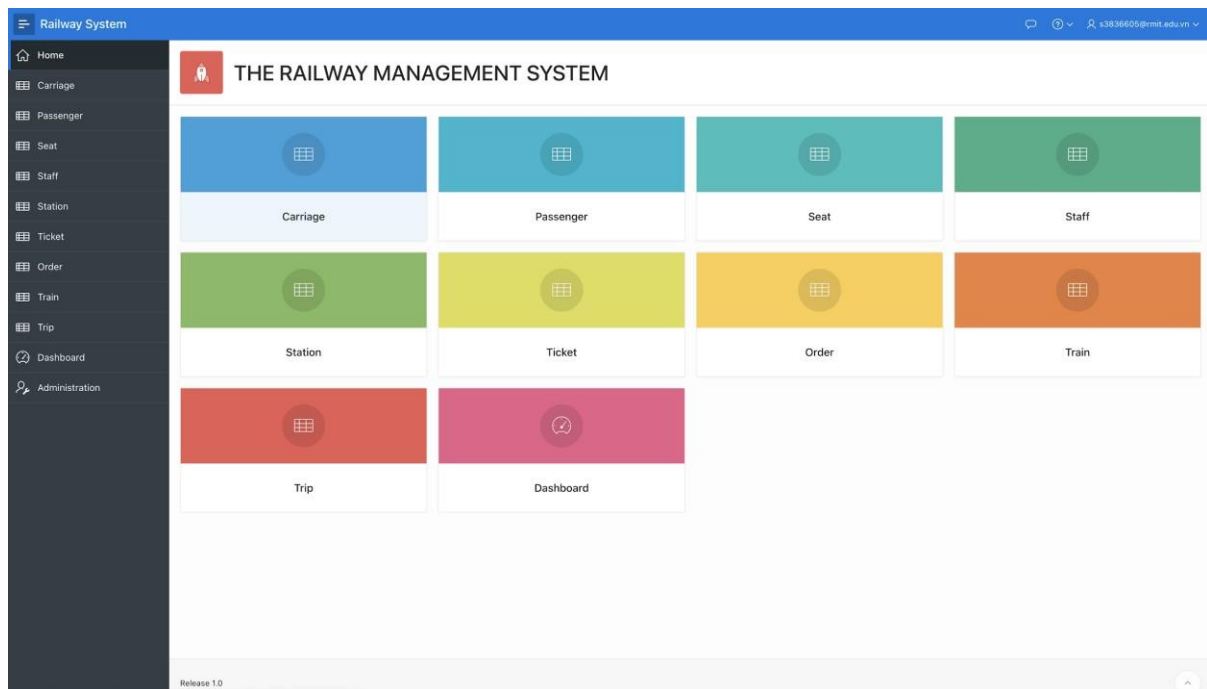 Railway System
s3836605@rmit.edu.vn
Home
Carriage
Passenger
Seat
Staff
Station
Ticket
Order
Train
Trip
Dashboard
Administration
THE RAILWAY MANAGEMENT SYSTEM
Carriage
Passenger
Seat
Staff
Station
Ticket
Order
Train
Trip
Dashboard
Release 1.0